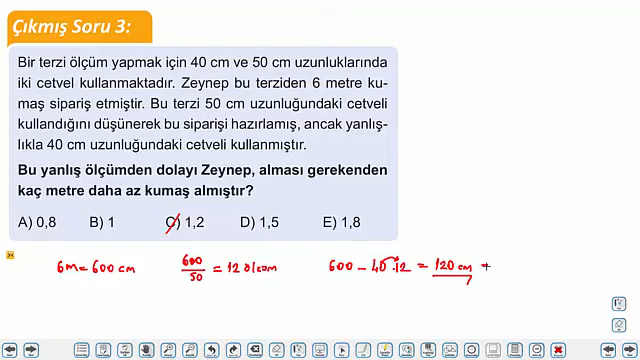 Çıkmış Soru 3:
Bir terzi ölçüm yapmak için 40 cm ve 50 cm uzunluklarında
iki cetvel kullanmaktadır. Zeynep bu terziden 6 metre ku-
maş sipariş etmiştir. Bu terzi 50 cm uzunluğundaki cetveli
kullandığını düşünerek bu siparişi hazırlamış, ancak yanlış-
lıkla 40 cm uzunluğundaki cetveli kullanmıştır.
Bu yanlış ölçümden dolayı Zeynep, alması gerekenden
kaç metre daha az kumaş almıştır?
A) 0,8 B) 1 C) 1,2 D) 1,5 E) 1,8
6m = 600 cm 600/50 = 12 ölçüm 600 - 40 . 12 = 120 cm =